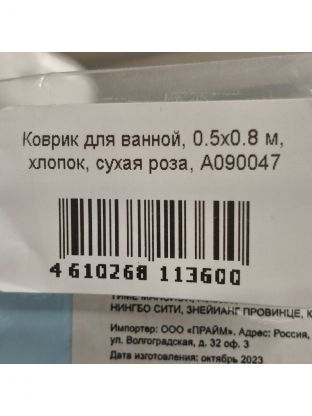 Коврик для ванной, 0.5х0.8 м,
хлопок, сухая роза, А090047
4 610268 113600
НИНГБО СИТИ, ЗНЕЙИАНГ ПРОВИНЦЕ, К
Импортер: ООО «ПРАЙМ». Адрес: Россия,
ул. Волгоградская, д. 32 оф. 3
Дата изготовления: октябрь 2023